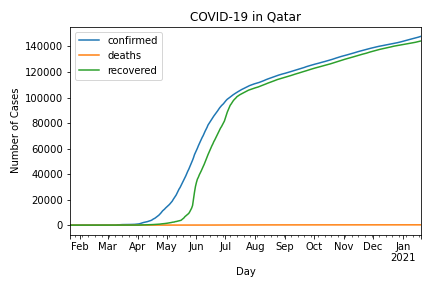 COVID-19 in Qatar
confirmed
deaths
recovered
Number of Cases
140000
120000
100000
80000
60000
40000
20000
0
Feb Mar Apr May Jun Jul Aug Sep Oct Nov Dec Jan
2021
Day